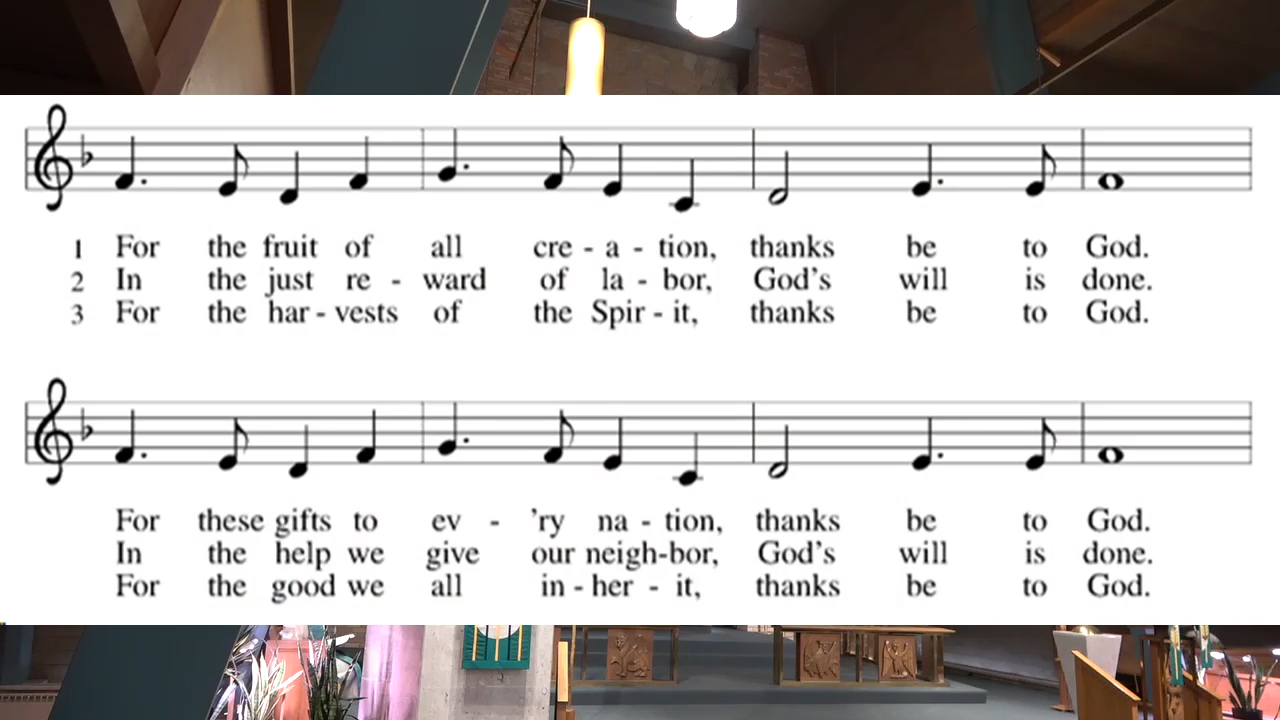 1 For the fruit of all cre - a - tion, thanks be to God.
2 In the just re - ward of la - bor, God's will is done.
3 For the har - vests of the Spir - it, thanks be to God.
For these gifts to ev - 'ry na - tion, thanks be to God.
In the help we give our neigh-bor, God's will is done.
For the good we all in - her - it, thanks be to God.